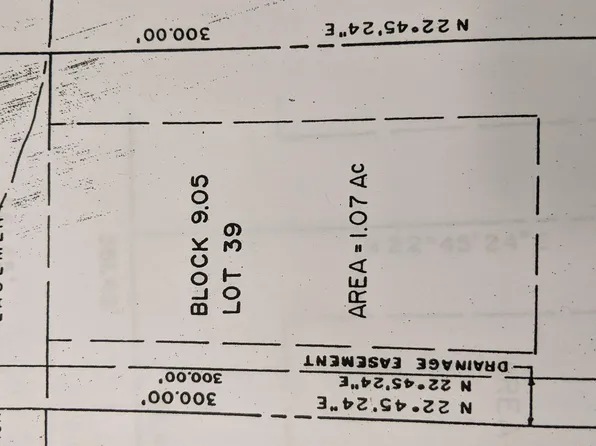 N 22°45'24"E 300.00'
BLOCK 9.05
LOT 39
AREA = 1.07 Ac
DRAINAGE EASEMENT
N 22°45'24"E 300.00'
N 22°45'24"E 300.00'